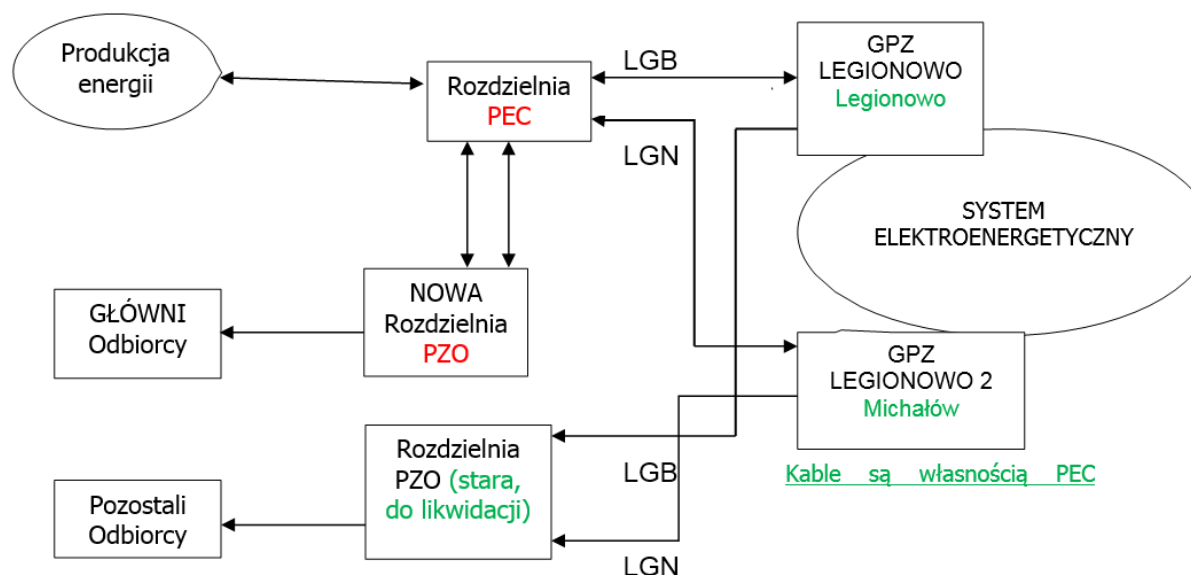 Produkcja
energii
Rozdzielnia
PEC
LGB
LGN
GPZ
LEGIONOWO
Legionowo
SYSTEM
ELEKTROENERGETYCZNY
GŁÓWNI
Odbiorcy
NOWA
Rozdzielnia
PZO
GPZ
LEGIONOWO 2
Michałów
Kable są własnością PEC
Pozostali
Odbiorcy
Rozdzielnia
PZO (stara,
do likwidacji)
LGB
LGN